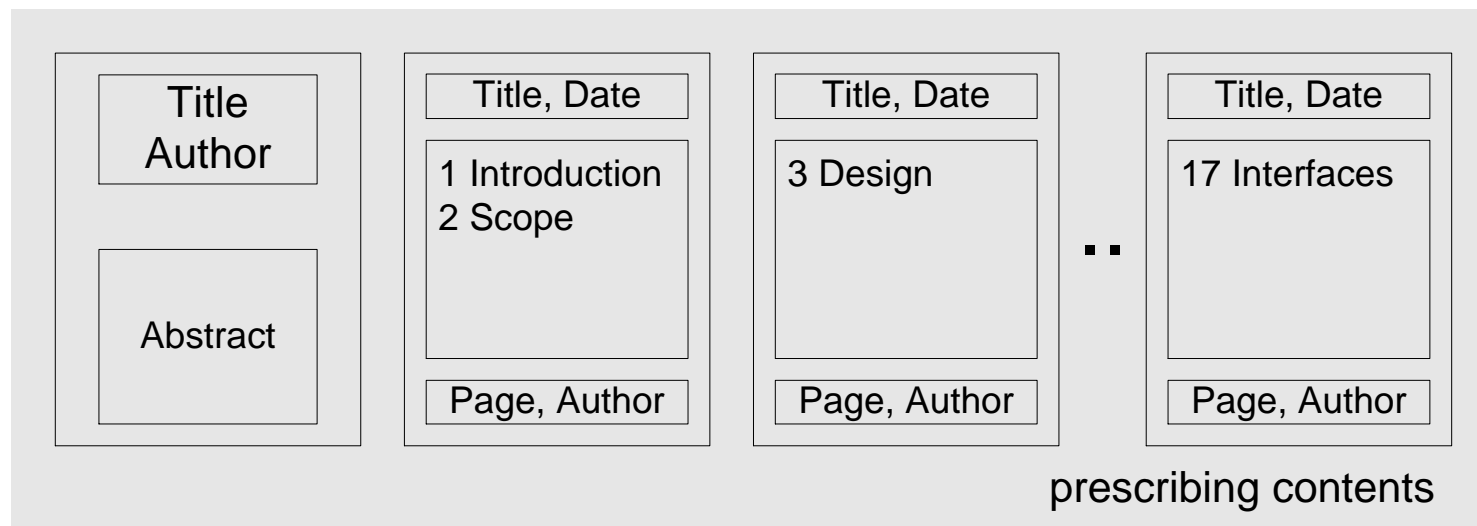 Title
Author
Abstract
Title, Date
1 Introduction
2 Scope
Page, Author
Title, Date
3 Design
Page, Author
..
Title, Date
17 Interfaces
Page, Author
prescribing contents